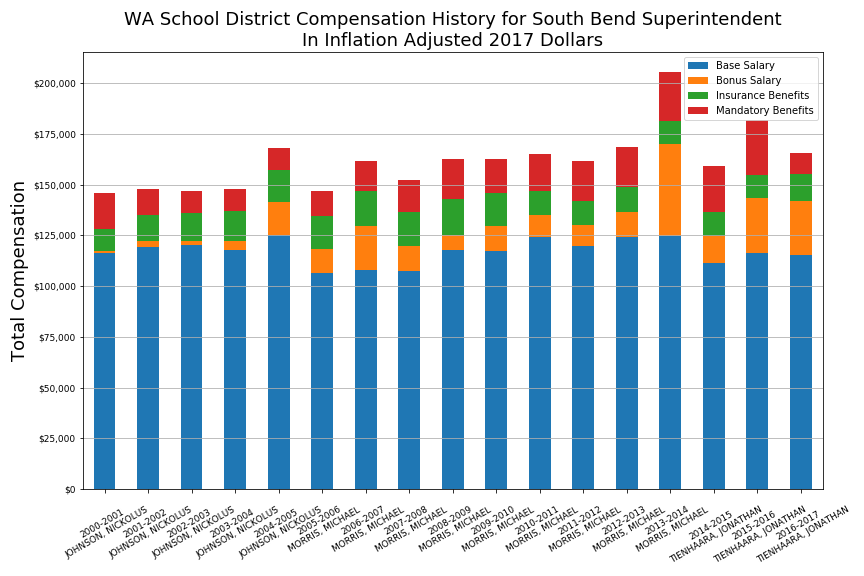 WA School District Compensation History for South Bend Superintendent
In Inflation Adjusted 2017 Dollars
Base Salary
Bonus Salary
Insurance Benefits
Mandatory Benefits
Total Compensation
$200,000
$175,000
$150,000
$125,000
$100,000
$75,000
$50,000
$25,000
$0
2000-2001
JOHNSON, NICKOLUS
2001-2002
JOHNSON, NICKOLUS
2002-2003
JOHNSON, NICKOLUS
2003-2004
JOHNSON, NICKOLUS
2004-2005
JOHNSON, NICKOLUS
2005-2006
MORRIS, MICHAEL
2006-2007
MORRIS, MICHAEL
2007-2008
MORRIS, MICHAEL
2008-2009
MORRIS, MICHAEL
2009-2010
MORRIS, MICHAEL
2010-2011
MORRIS, MICHAEL
2011-2012
MORRIS, MICHAEL
2012-2013
MORRIS, MICHAEL
2013-2014
MORRIS, MICHAEL
2014-2015
TIENHAARA, JONATHAN
2015-2016
TIENHAARA, JONATHAN
2016-2017
TIENHAARA, JONATHAN